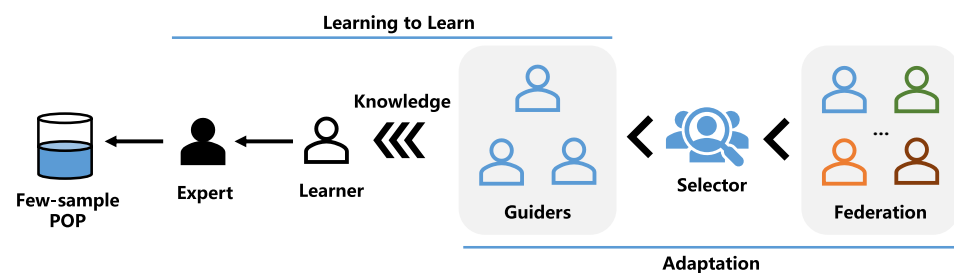 Learning to Learn
Knowledge
...
Few-sample
POP
Expert
Learner
Guiders
Selector
Federation
Adaptation